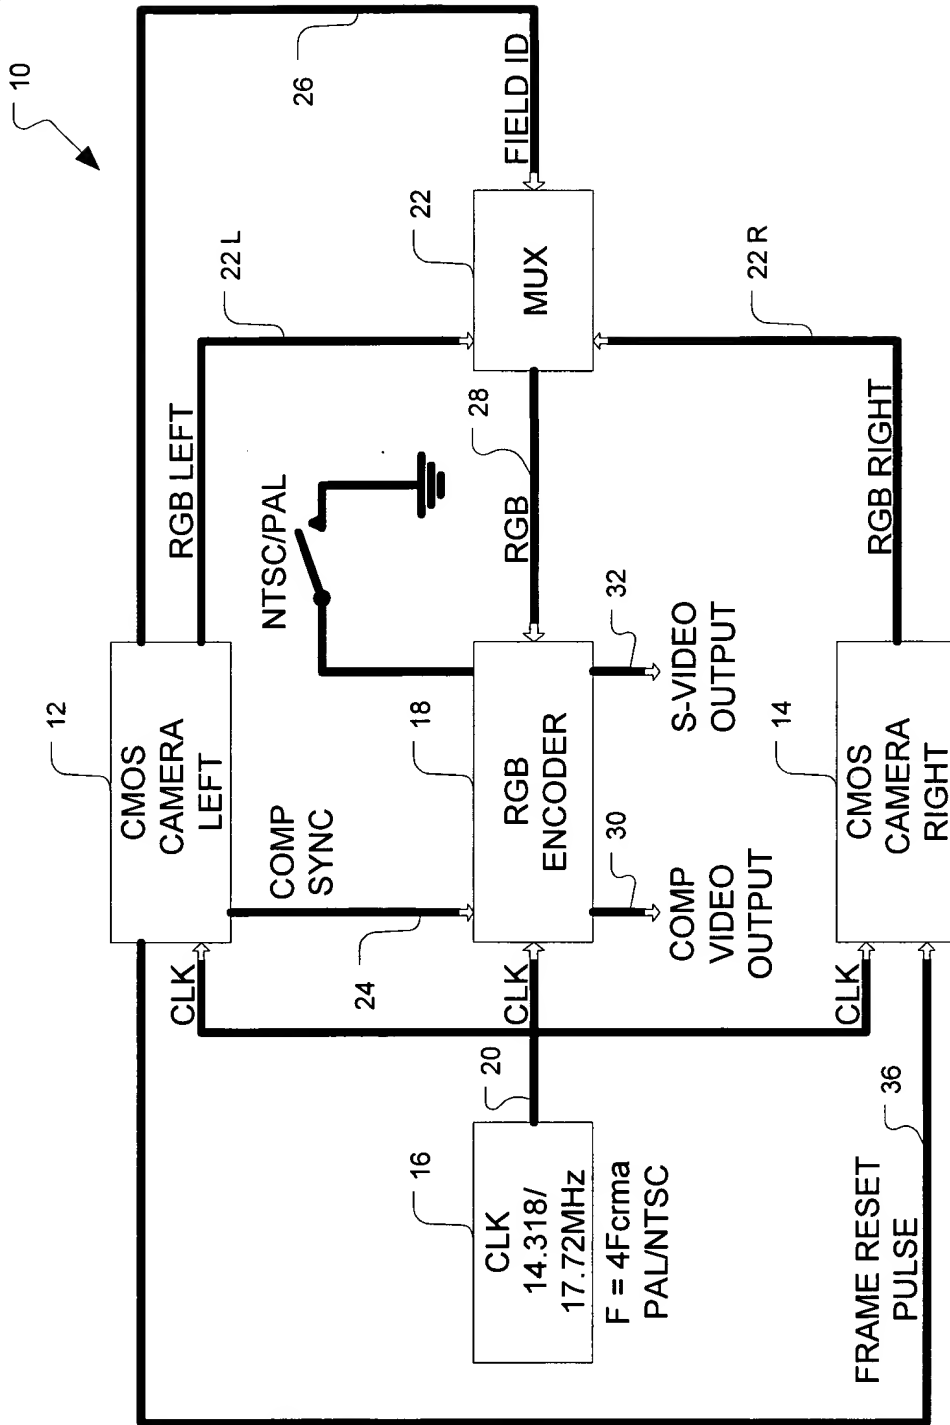 10
26
FIELD ID
22 L
RGB LEFT
22
MUX
22 R
RGB RIGHT
28
RGB
NTSC/PAL
12
CMOS
CAMERA
LEFT
COMP
SYNC
24
18
RGB
ENCODER
32
S-VIDEO
OUTPUT
30
COMP
VIDEO
OUTPUT
14
CMOS
CAMERA
RIGHT
CLK
CLK
CLK
20
16
CLK
14.318/
17.72MHz
F = 4Fcrma
PAL/NTSC
36
FRAME RESET
PULSE